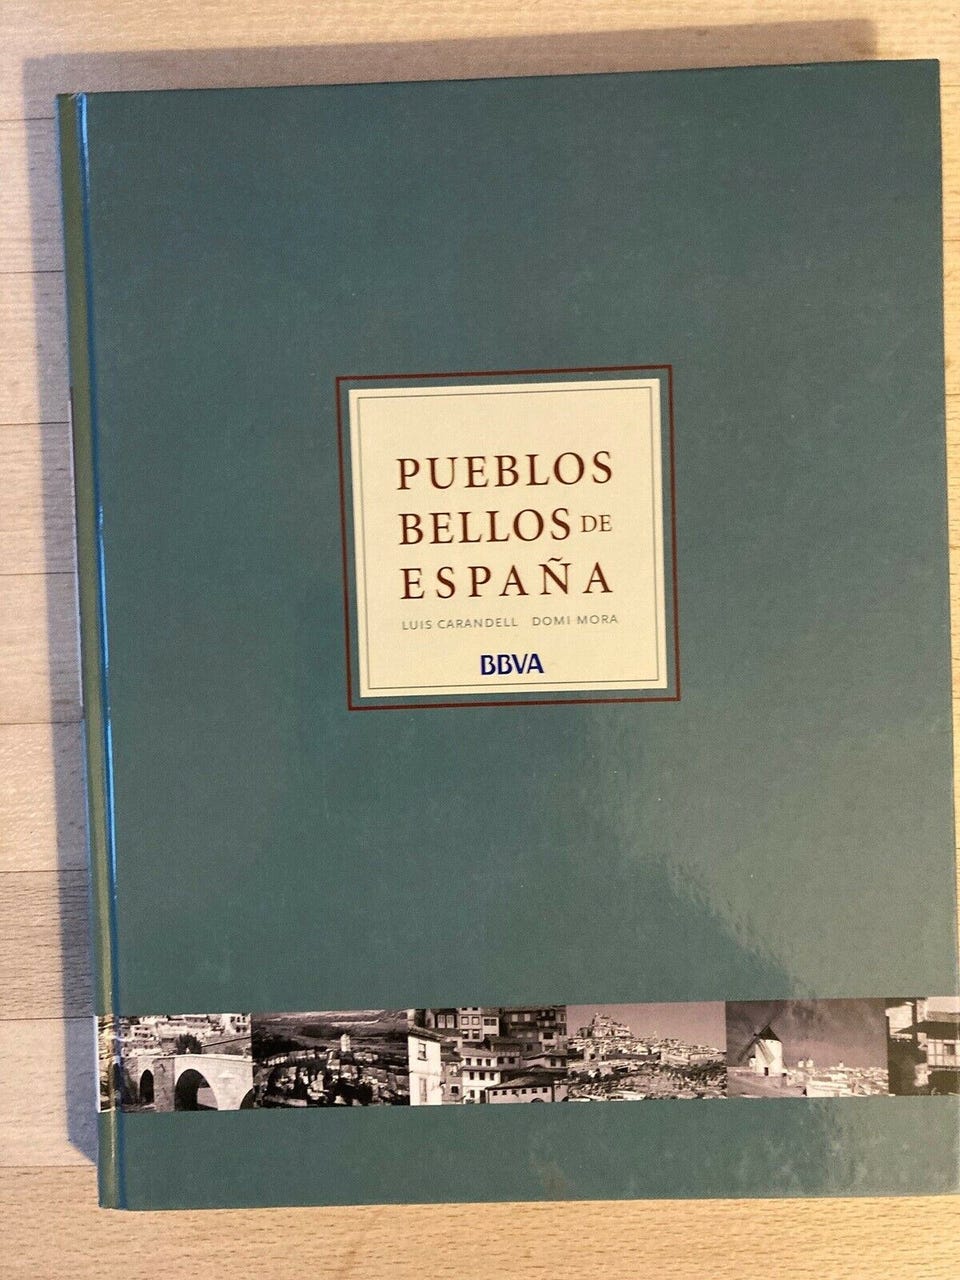 PUEBLOS
BELLOS DE
ESPAÑA
LUIS CARANDELL DOMI MORA
BBVA